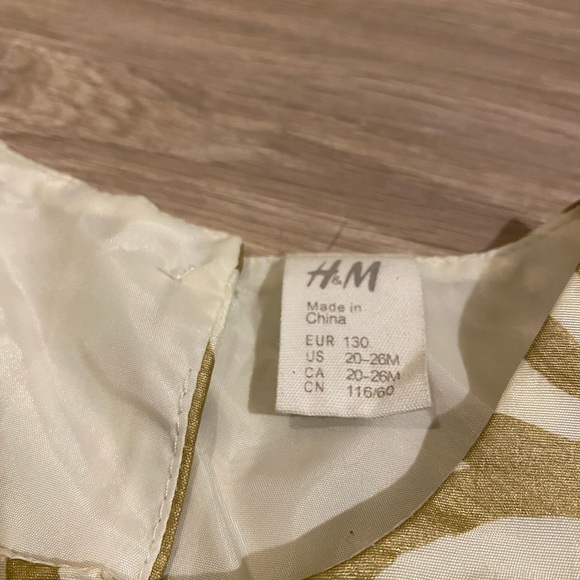 H&M
Made in
China
EUR 130
US 20-26M
CA 20-26M
CN 116/60